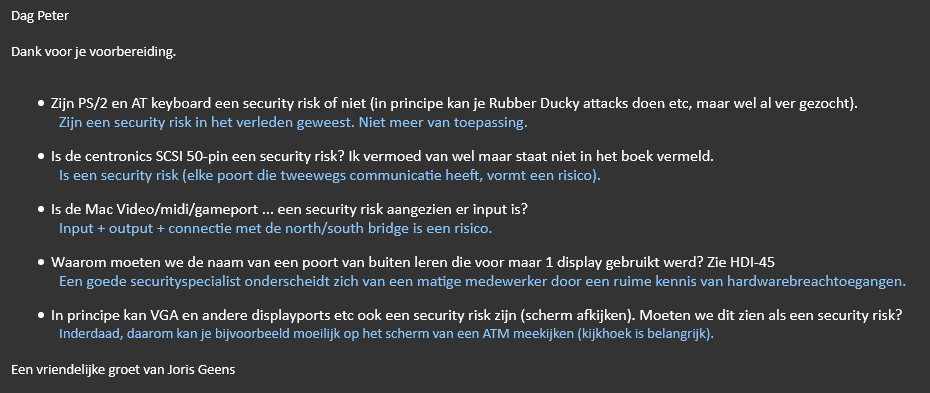 Dag Peter
Dank voor je voorbereiding.
• Zijn PS/2 en AT keyboard een security risk of niet (in principe kan je Rubber Ducky attacks doen etc, maar wel al ver gezocht).
Zijn een security risk in het verleden geweest. Niet meer van toepassing.
• Is de centronics SCSI 50-pin een security risk? Ik vermoed van wel maar staat niet in het boek vermeld.
Is een security risk (elke poort die tweewegs communicatie heeft, vormt een risico).
• Is de Mac Video/midi/gameport ... een security risk aangezien er input is?
Input + output + connectie met de north/south bridge is een risico.
• Waarom moeten we de naam van een poort van buiten leren die voor maar 1 display gebruikt werd? Zie HDI-45
Een goede securityspecialist onderscheidt zich van een matige medewerker door een ruime kennis van hardwarebreachtoegangen.
• In principe kan VGA en andere displayports etc ook een security risk zijn (scherm afkijken). Moeten we dit zien als een security risk?
Inderdaad, daarom kan je bijvoorbeeld moeilijk op het scherm van een ATM meekijken (kijkhoek is belangrijk).
Een vriendelijke groet van Joris Geens